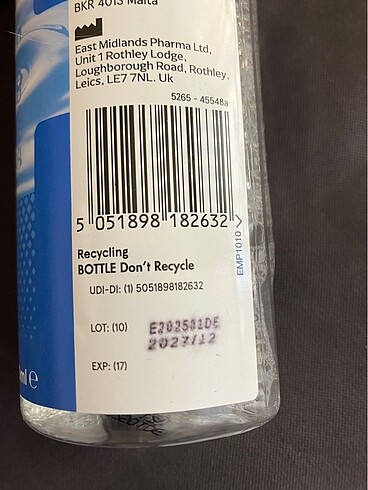 BKR 4013 Malta
East Midlands Pharma Ltd,
Unit 1 Rothley Lodge,
Loughborough Road, Rothley,
Leics, LE7 7NL. Uk
5265 - 45548a
5 051898 182632 >
EMP1010
Recycling
BOTTLE Don't Recycle
UDI-DI: (1) 5051898182632
LOT: (10)
2027/12
EXP: (17)
ml e